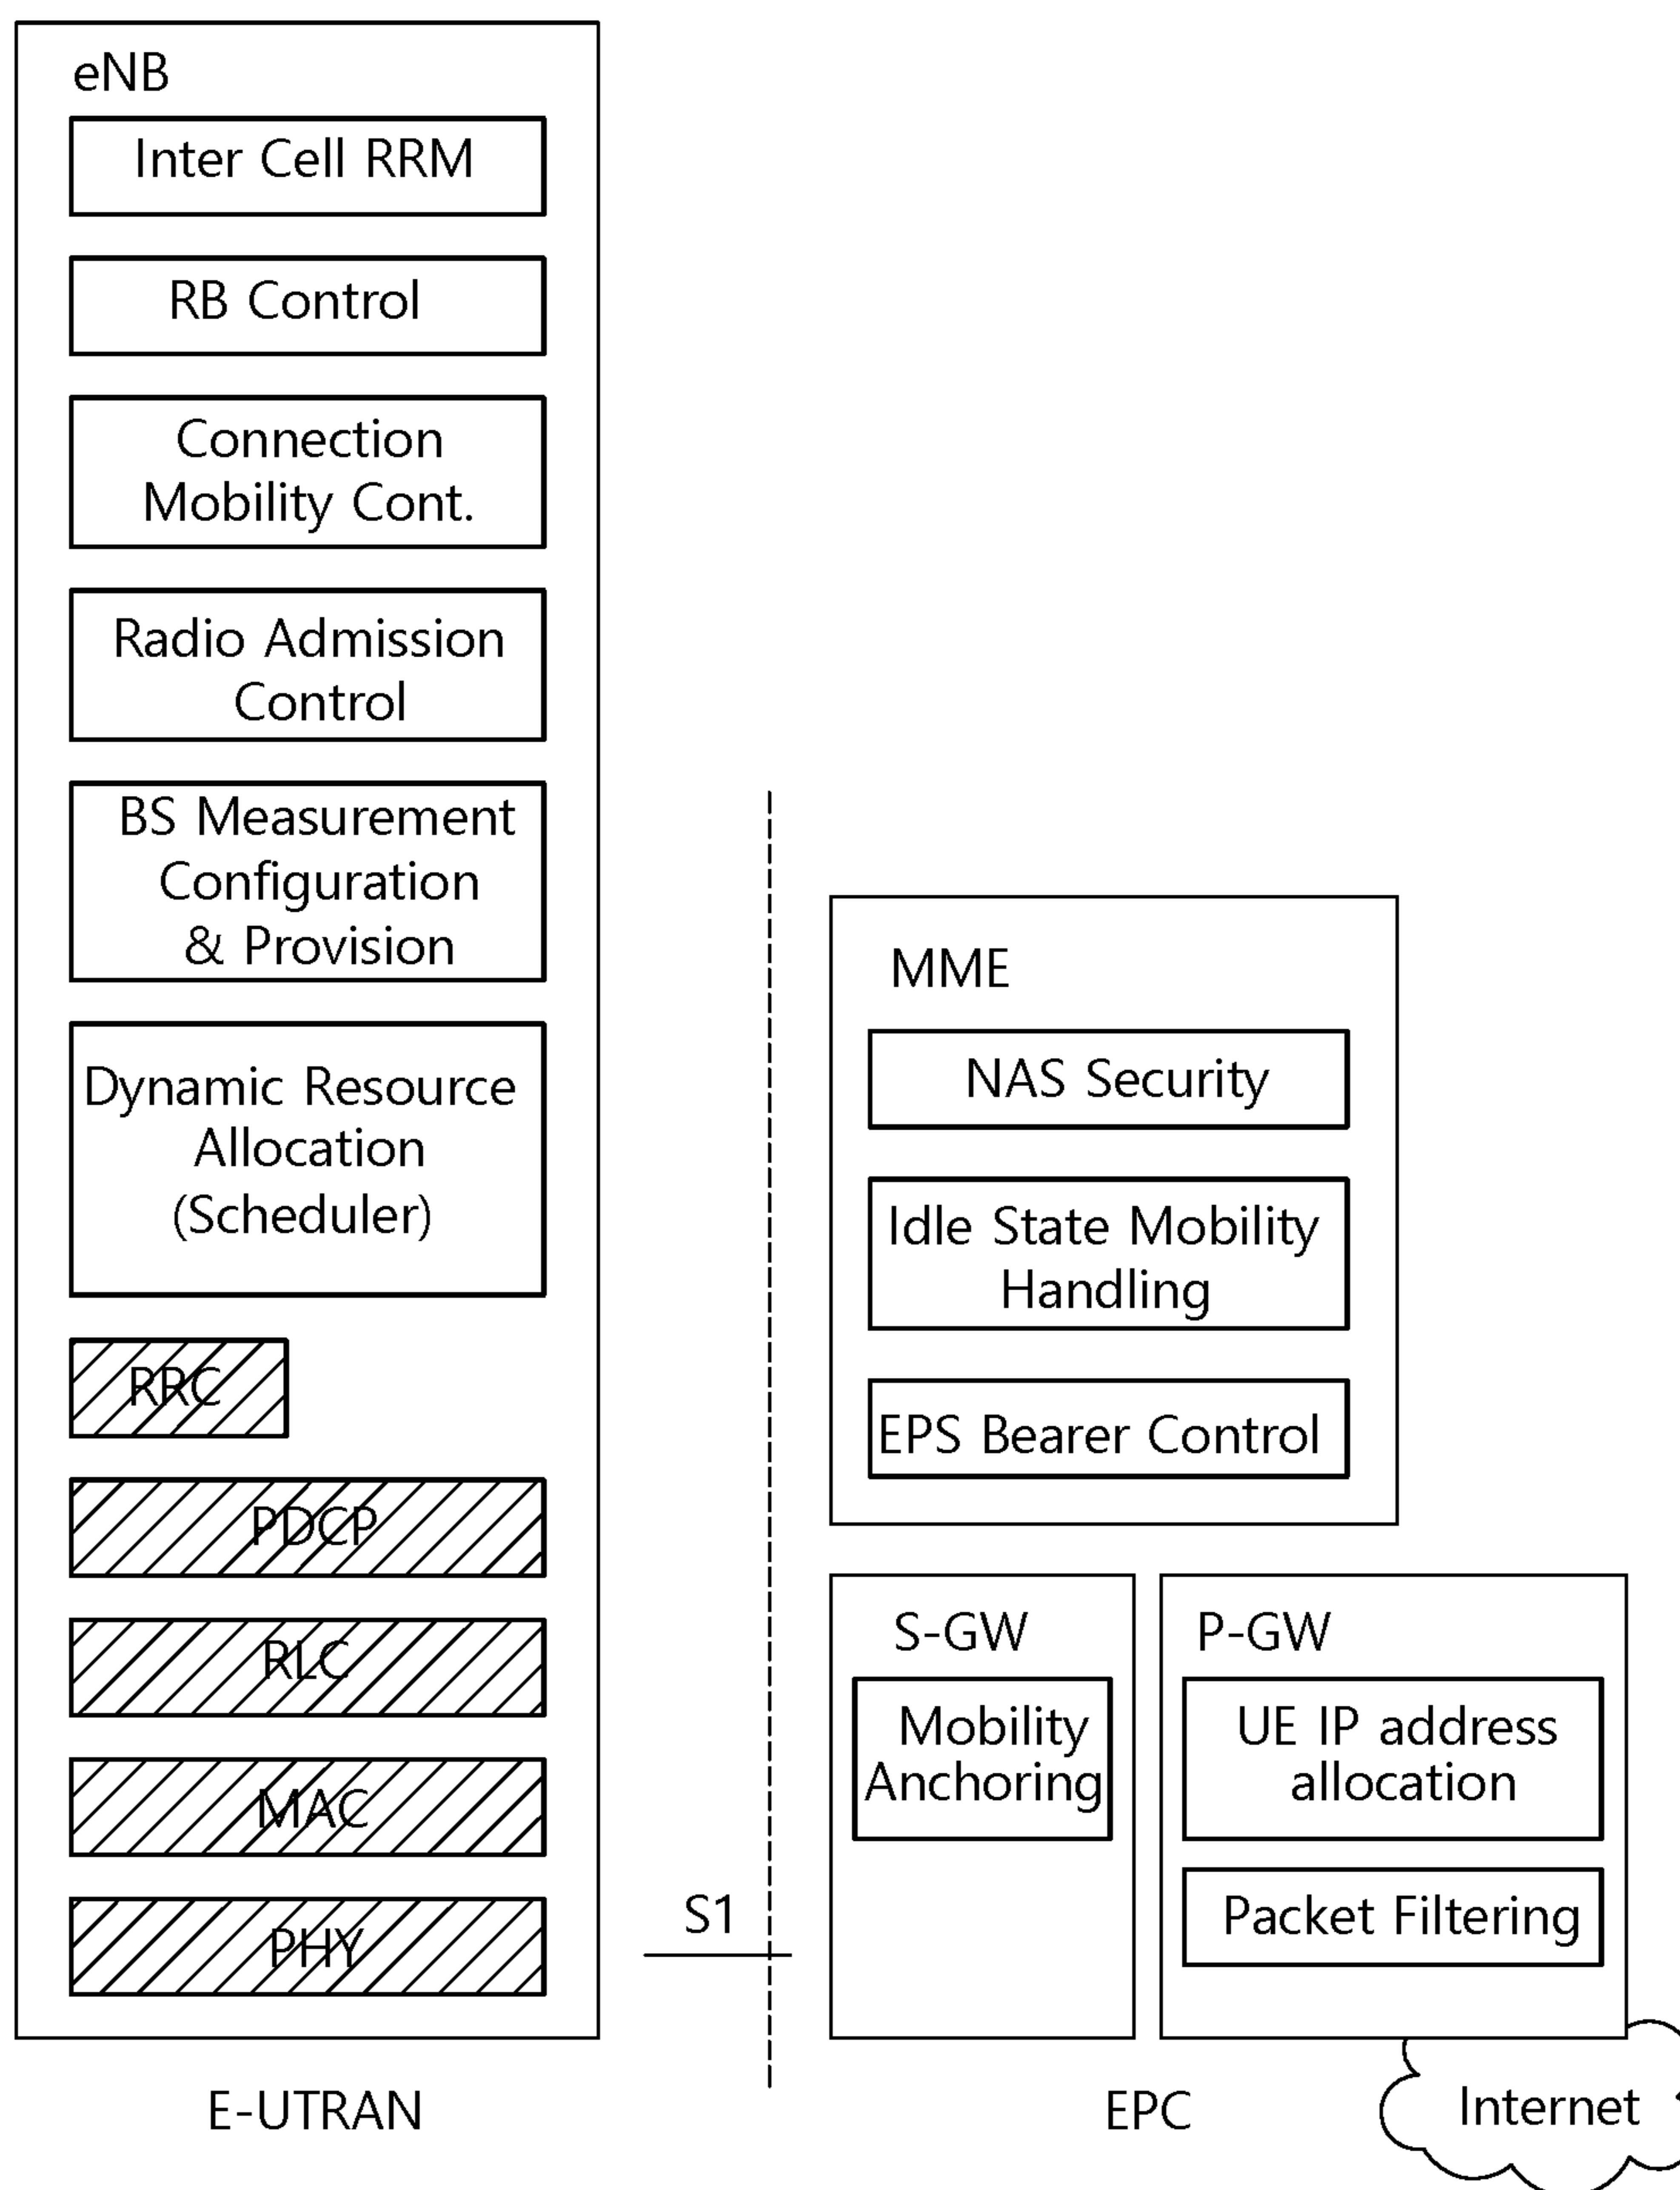 eNB
Inter Cell RRM
RB Control
Connection
Mobility Cont.
Radio Admission
Control
BS Measurement
Configuration
& Provision
Dynamic Resource
Allocation
(Scheduler)
RRC
PDCP
RLC
MAC
PHY
S1
MME
NAS Security
Idle State Mobility
Handling
EPS Bearer Control
S-GW
Mobility
Anchoring
P-GW
UE IP address
allocation
Packet Filtering
E-UTRAN
EPC
Internet